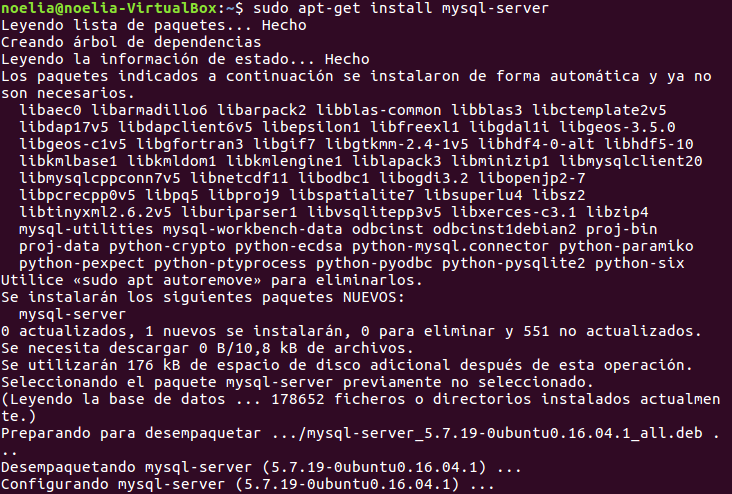 noelia@noelia-VirtualBox:~$ sudo apt-get install mysql-server
Leyendo lista de paquetes... Hecho
Creando árbol de dependencias
Leyendo la información de estado... Hecho
Los paquetes indicados a continuación se instalaron de forma automática y ya no
son necesarios.
  libaec0 libarmadillo6 libarpack2 libblas-common libblas3 libctemplate2v5
  libdap17v5 libdapclient6v5 libepsilon1 libfreexl1 libgdal1i libgeos-3.5.0
  libgeos-c1v5 libgfortran3 libgif7 libgtkmm-2.4-1v5 libhdf4-0-alt libhdf5-10
  libkmlbase1 libkmldom1 libkmlengine1 liblapack3 libminizip1 libmysqlclient20
  libmysqlcppconn7v5 libnetcdf11 libodbc1 libogdi3.2 libopenjp2-7
  libpcrecpp0v5 libpq5 libproj9 libspatialite7 libsuperlu4 libsz2
  libtinyxml2.6.2v5 liburiparser1 libvsqlitepp3v5 libxerces-c3.1 libzip4
  mysql-utilities mysql-workbench-data odbcinst odbcinst1debian2 proj-bin
  proj-data python-crypto python-ecdsa python-mysql.connector python-paramiko
  python-pexpect python-ptyprocess python-pyodbc python-pysqlite2 python-six
Utilice «sudo apt autoremove» para eliminarlos.
Se instalarán los siguientes paquetes NUEVOS:
  mysql-server
0 actualizados, 1 nuevos se instalarán, 0 para eliminar y 551 no actualizados.
Se necesita descargar 0 B/10,8 kB de archivos.
Se utilizarán 176 kB de espacio de disco adicional después de esta operación.
Seleccionando el paquete mysql-server previamente no seleccionado.
(Leyendo la base de datos ... 178652 ficheros o directorios instalados actualmen
te.)
Preparando para desempaquetar .../mysql-server_5.7.19-0ubuntu0.16.04.1_all.deb .
..
Desempaquetando mysql-server (5.7.19-0ubuntu0.16.04.1) ...
Configurando mysql-server (5.7.19-0ubuntu0.16.04.1) ...